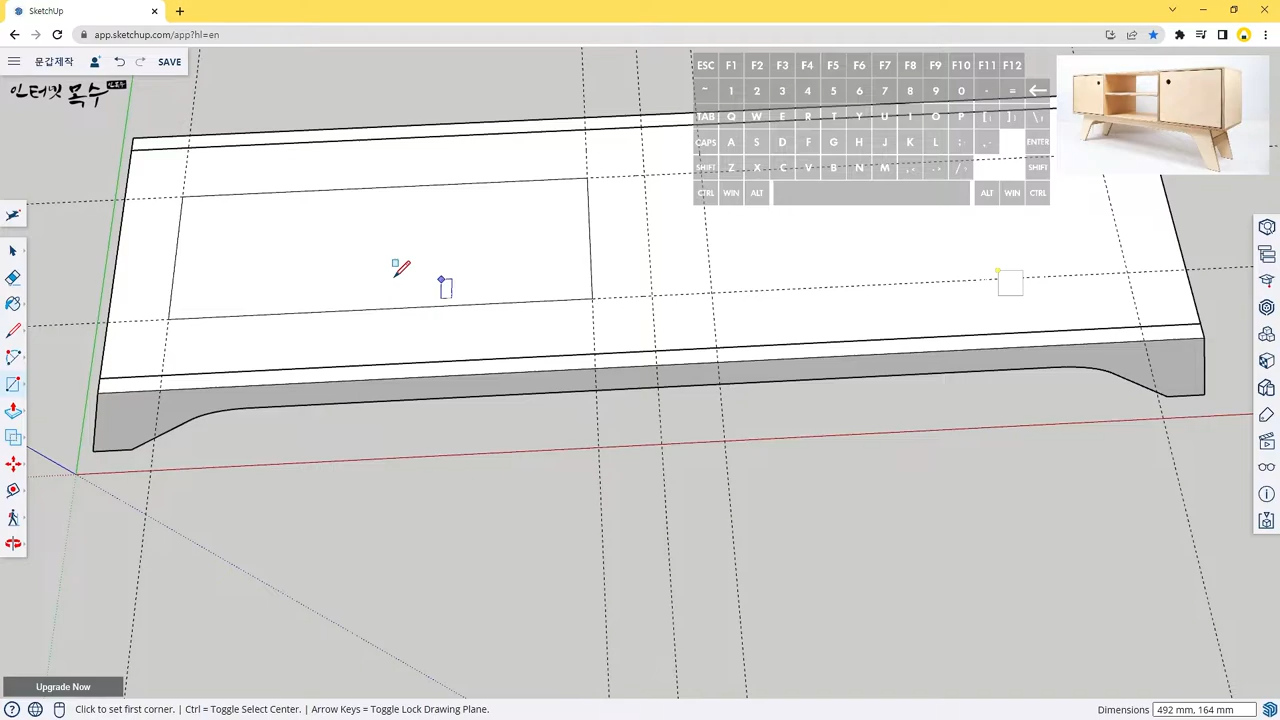 SketchUp
app.sketchup.com/app?hl=en
문갑제작
SAVE
인터넷 목수
ESC F1 F2 F3 F4 F5 F6 F7 F8 F9 F10 F11 F12
~ 1 2 3 4 5 6 7 8 9 0 - =
TAB Q W E R T Y U I O P [{ ]} \|
CAPS A S D F G H J K L :- ,- ENTER
SHIFT Z X C V B N M ,< .> /? SHIFT
CTRL WIN ALT ALT WIN CTRL
Upgrade Now
Click to set first corner. | Ctrl = Toggle Select Center. | Arrow Keys = Toggle Lock Drawing Plane.
Dimensions 492 mm, 164 mm